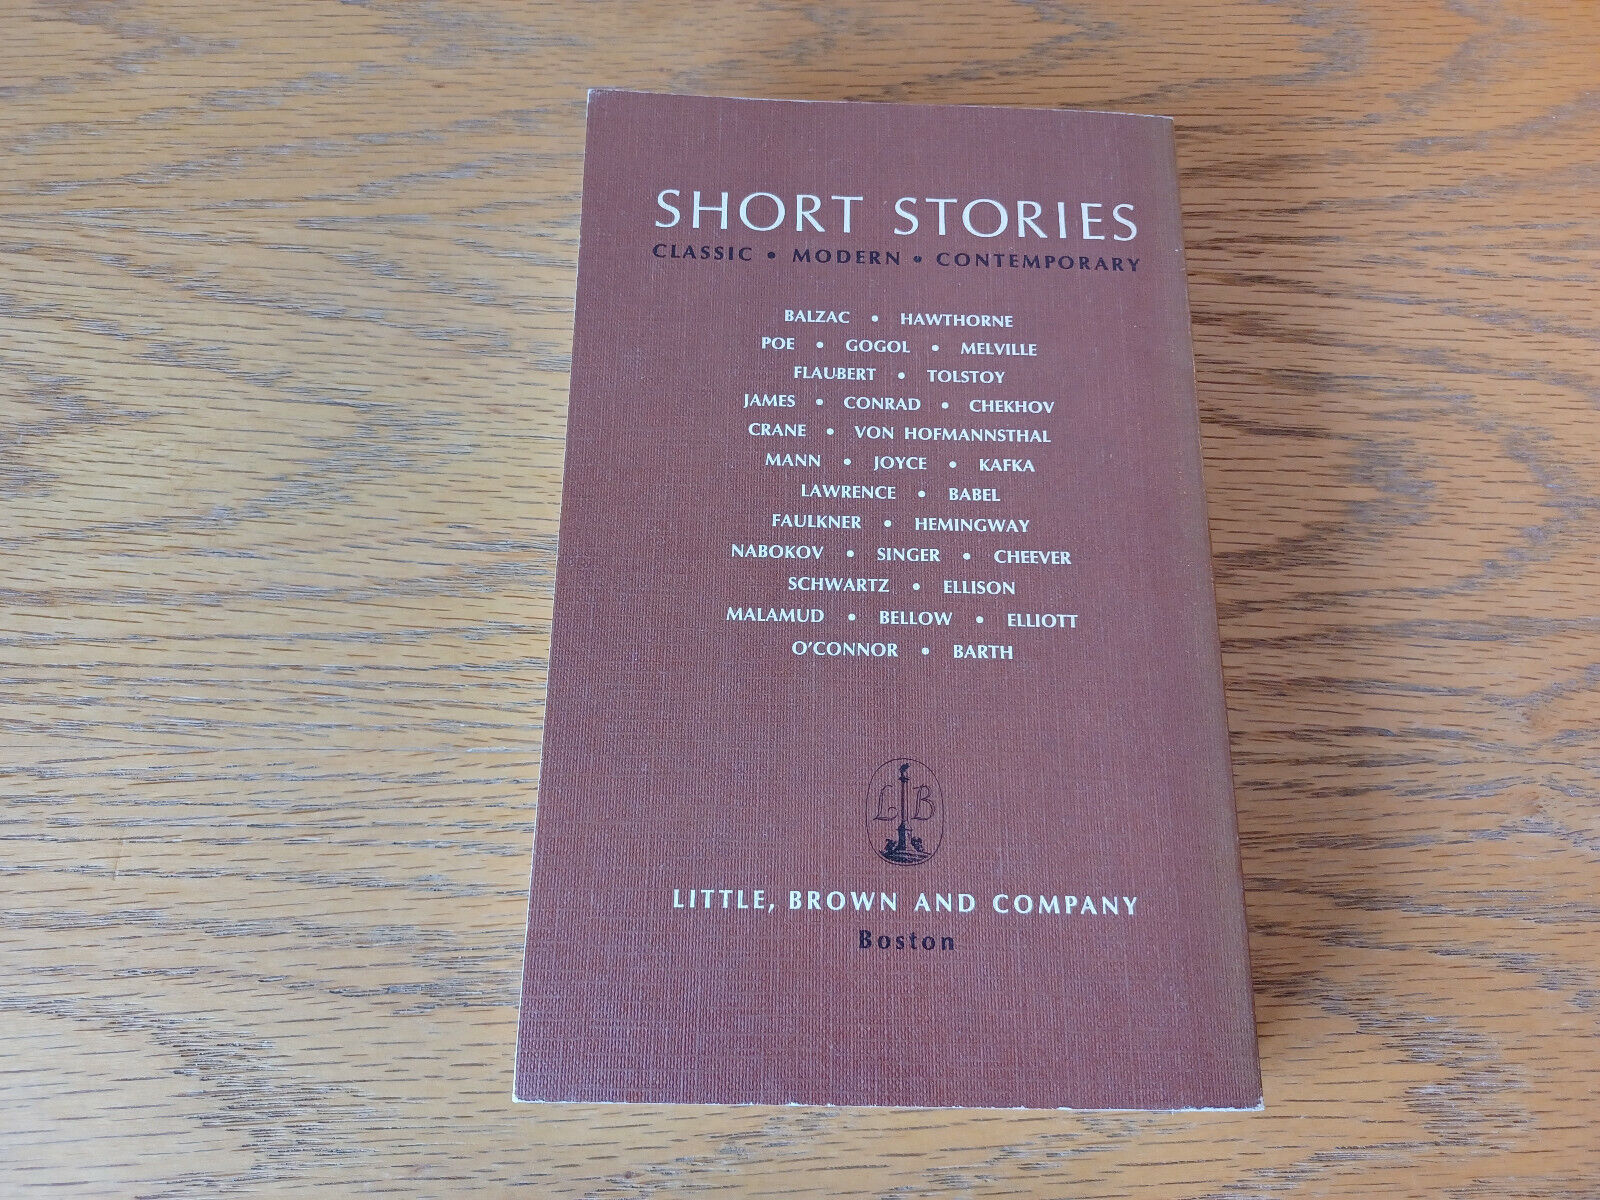 SHORT STORIES
CLASSIC • MODERN • CONTEMPORARY
BALZAC • HAWTHORNE
POE • GOGOL • MELVILLE
FLAUBERT • TOLSTOY
JAMES • CONRAD • CHEKHOV
CRANE • VON HOFMANNSTHAL
MANN • JOYCE • KAFKA
LAWRENCE • BABEL
FAULKNER • HEMINGWAY
NABOKOV • SINGER • CHEEVER
SCHWARTZ • ELLISON
MALAMUD • BELLOW • ELLIOTT
O'CONNOR • BARTH
L B
LITTLE, BROWN AND COMPANY
Boston